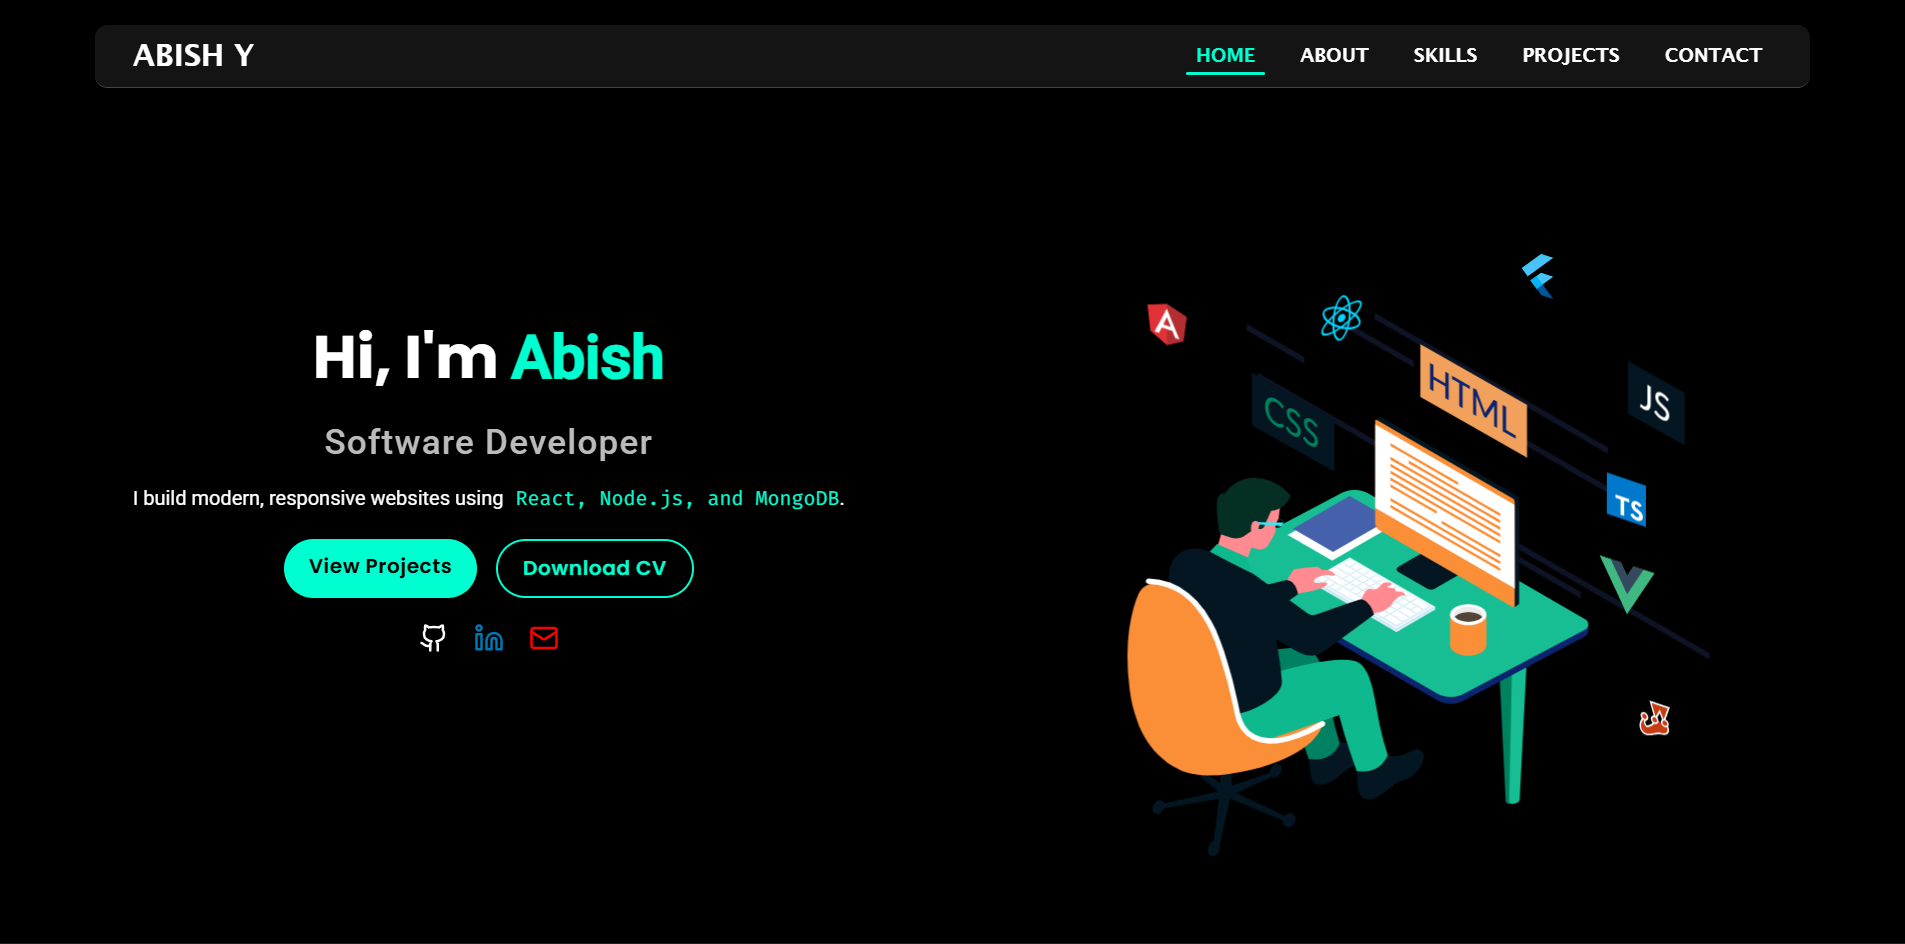 ABISH Y
HOME ABOUT SKILLS PROJECTS CONTACT
Hi, I'm Abish
Software Developer
I build modern, responsive websites using React, Node.js, and MongoDB.
View Projects
Download CV
A
HTML
CSS
JS
TS